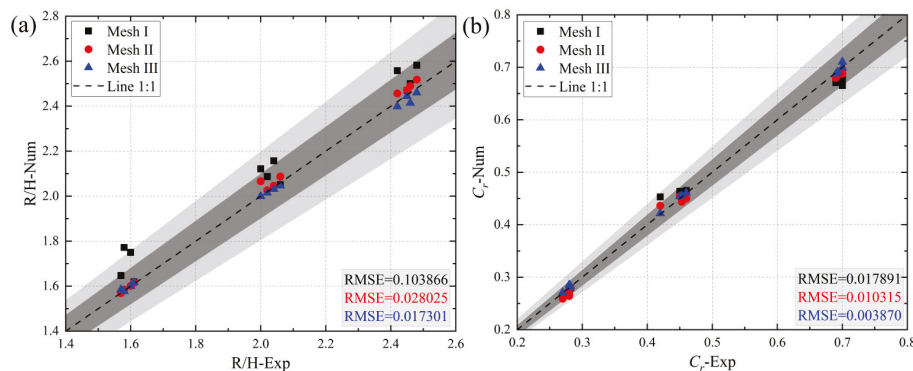 (a)
Mesh I
Mesh II
Mesh III
Line 1:1
R/H-Num
2.6
2.4
2.2
2.0
1.8
1.6
1.4
1.4 1.6 1.8 2.0 2.2 2.4 2.6
R/H-Exp
RMSE=0.103866
RMSE=0.028025
RMSE=0.017301
(b)
Mesh I
Mesh II
Mesh III
Line 1:1
Cr-Num
0.8
0.7
0.6
0.5
0.4
0.3
0.2
0.2 0.3 0.4 0.5 0.6 0.7 0.8
Cr-Exp
RMSE=0.017891
RMSE=0.010315
RMSE=0.003870